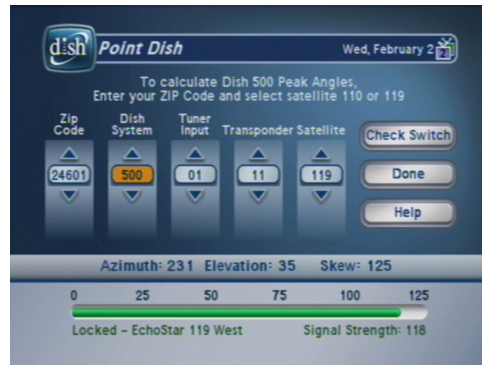 dish Point Dish Wed, February 2
To calculate Dish 500 Peak Angles,
Enter your ZIP Code and select satellite 110 or 119
Zip Code Dish System Tuner Input Transponder Satellite
24601 500 01 11 119
Check Switch
Done
Help
Azimuth: 231 Elevation: 35 Skew: 125
0 25 50 75 100 125
Locked - EchoStar 119 West Signal Strength: 118